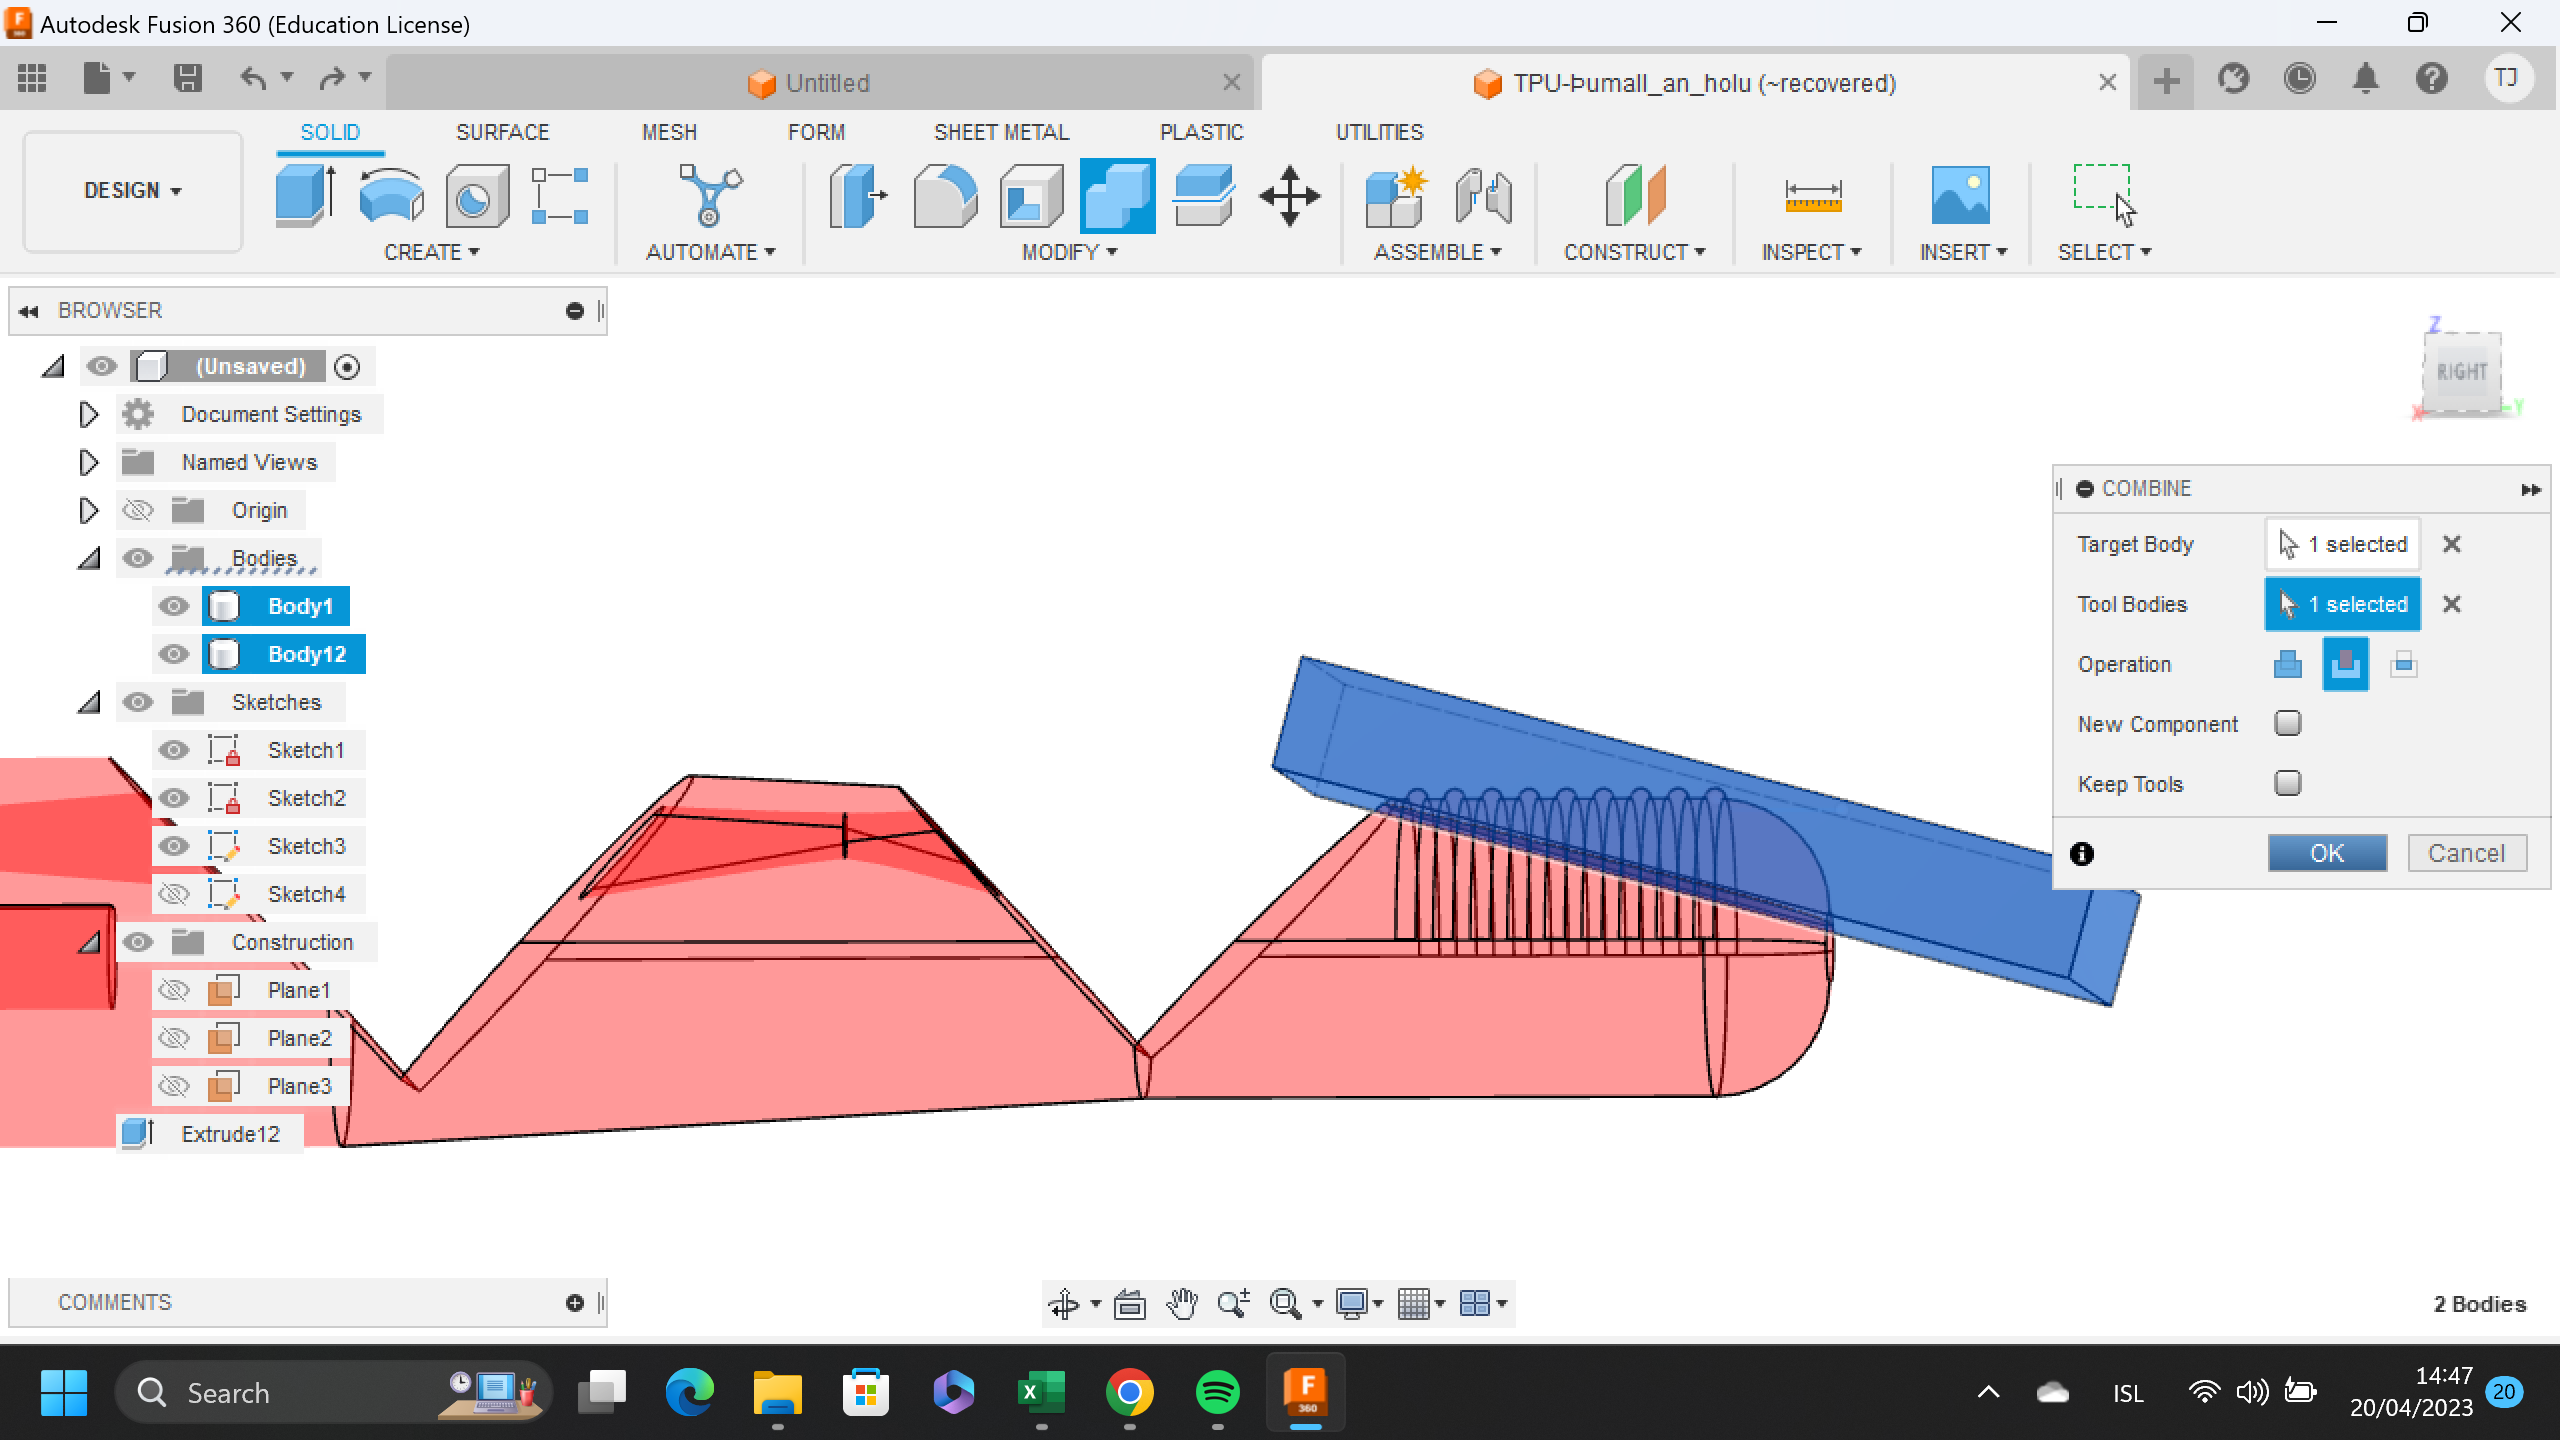 Autodesk Fusion 360 (Education License)
Untitled
TPU-Þumall_an_holu (~recovered)
TJ
DESIGN
SOLID
SURFACE
MESH
FORM
SHEET METAL
PLASTIC
UTILITIES
CREATE
AUTOMATE
MODIFY
ASSEMBLE
CONSTRUCT
INSPECT
INSERT
SELECT
BROWSER
(Unsaved)
Document Settings
Named Views
Origin
Bodies
Body1
Body12
Sketches
Sketch1
Sketch2
Sketch3
Sketch4
Construction
Plane1
Plane2
Plane3
Extrude12
Z
RIGHT
X
Y
COMBINE
Target Body 1 selected
Tool Bodies 1 selected
Operation
New Component
Keep Tools
OK Cancel
COMMENTS
2 Bodies
Search
F
360
ISL
14:47
20/04/2023
20